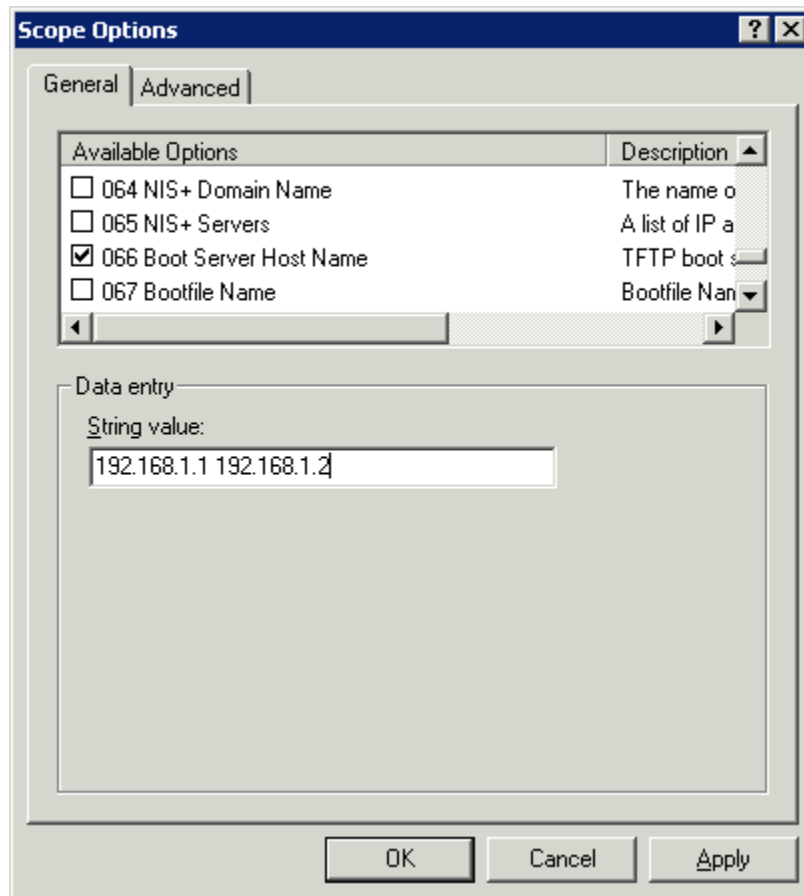 Scope Options
General Advanced
Available Options Description
064 NIS+ Domain Name The name o
065 NIS+ Servers A list of IP a
066 Boot Server Host Name TFTP boot s
067 Bootfile Name Bootfile Nan
Data entry
String value:
192.168.1.1 192.168.1.2
OK Cancel Apply